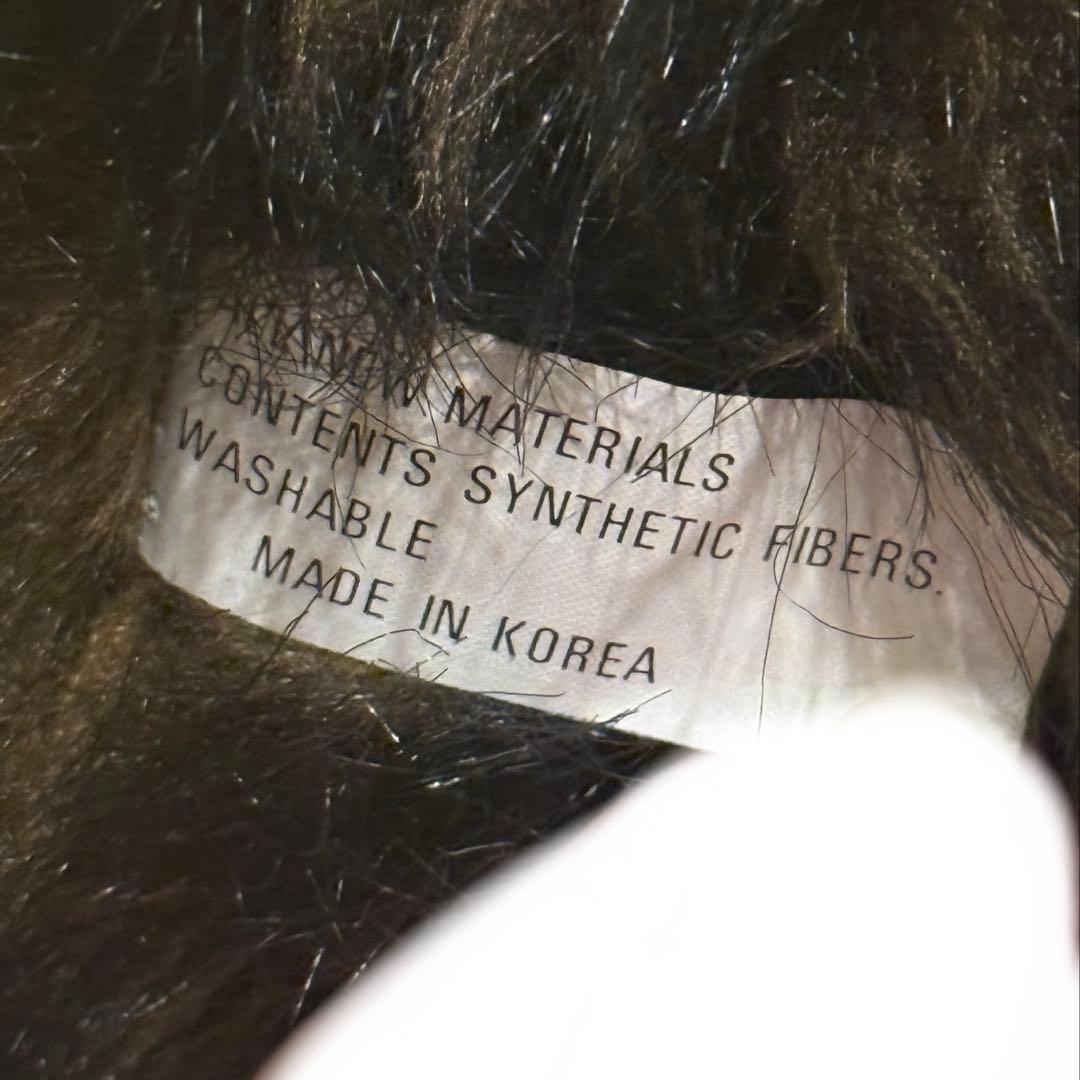 MATERIALS
CONTENTS SYNTHETIC FIBERS.
WASHABLE
MADE IN KOREA